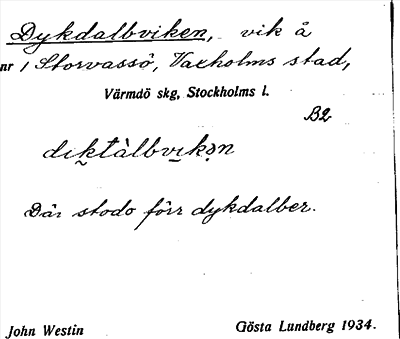 Dykdalbviken, vik å
nr 1 Storvassö, Vaxholms stad,
Värmdö skg, Stockholms l.
B2
diktàlbvikən
Där stodo förr dykdalber.
John Westin Gösta Lundberg 1934.